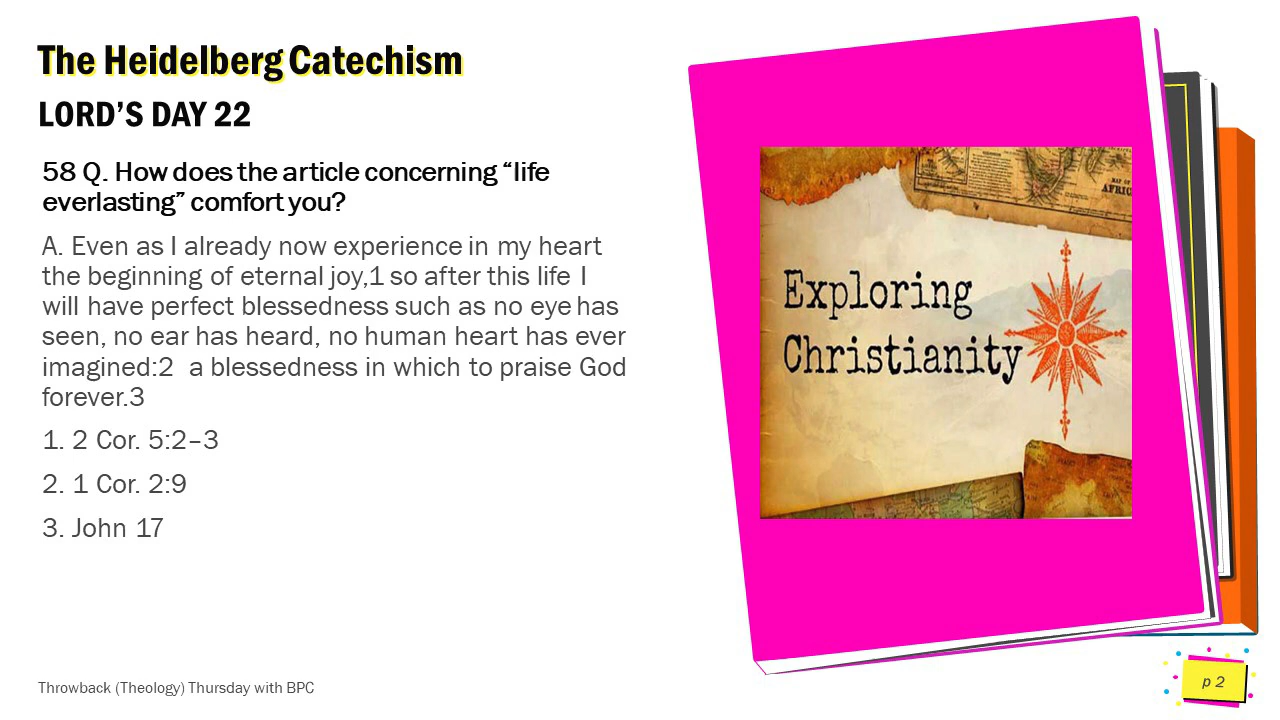 The Heidelberg Catechism
LORD’S DAY 22
58 Q. How does the article concerning “life
everlasting” comfort you?
A. Even as I already now experience in my heart
the beginning of eternal joy,1 so after this life I
will have perfect blessedness such as no eye has
seen, no ear has heard, no human heart has ever
imagined:2  a blessedness in which to praise God
forever.3
1. 2 Cor. 5:2–3
2. 1 Cor. 2:9
3. John 17
MAP OF
AFRIC
Exploring
Christianity
Throwback (Theology) Thursday with BPC
p 2